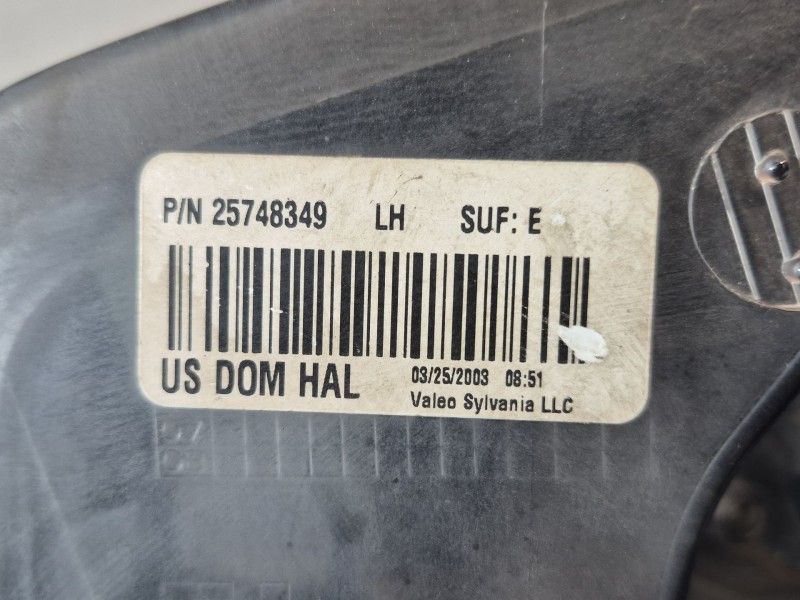 P/N 25748349 LH SUF: E
US DOM HAL
03/25/2003 08:51
Valeo Sylvania LLC